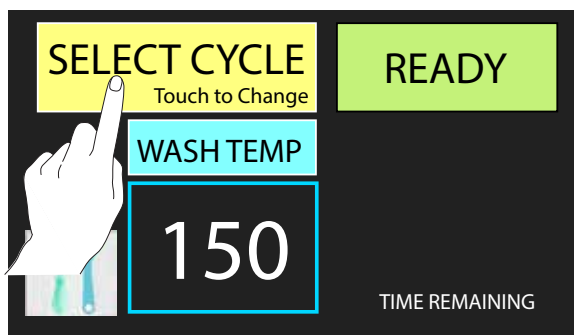 SELECT CYCLE
Touch to Change
READY
WASH TEMP
150
TIME REMAINING